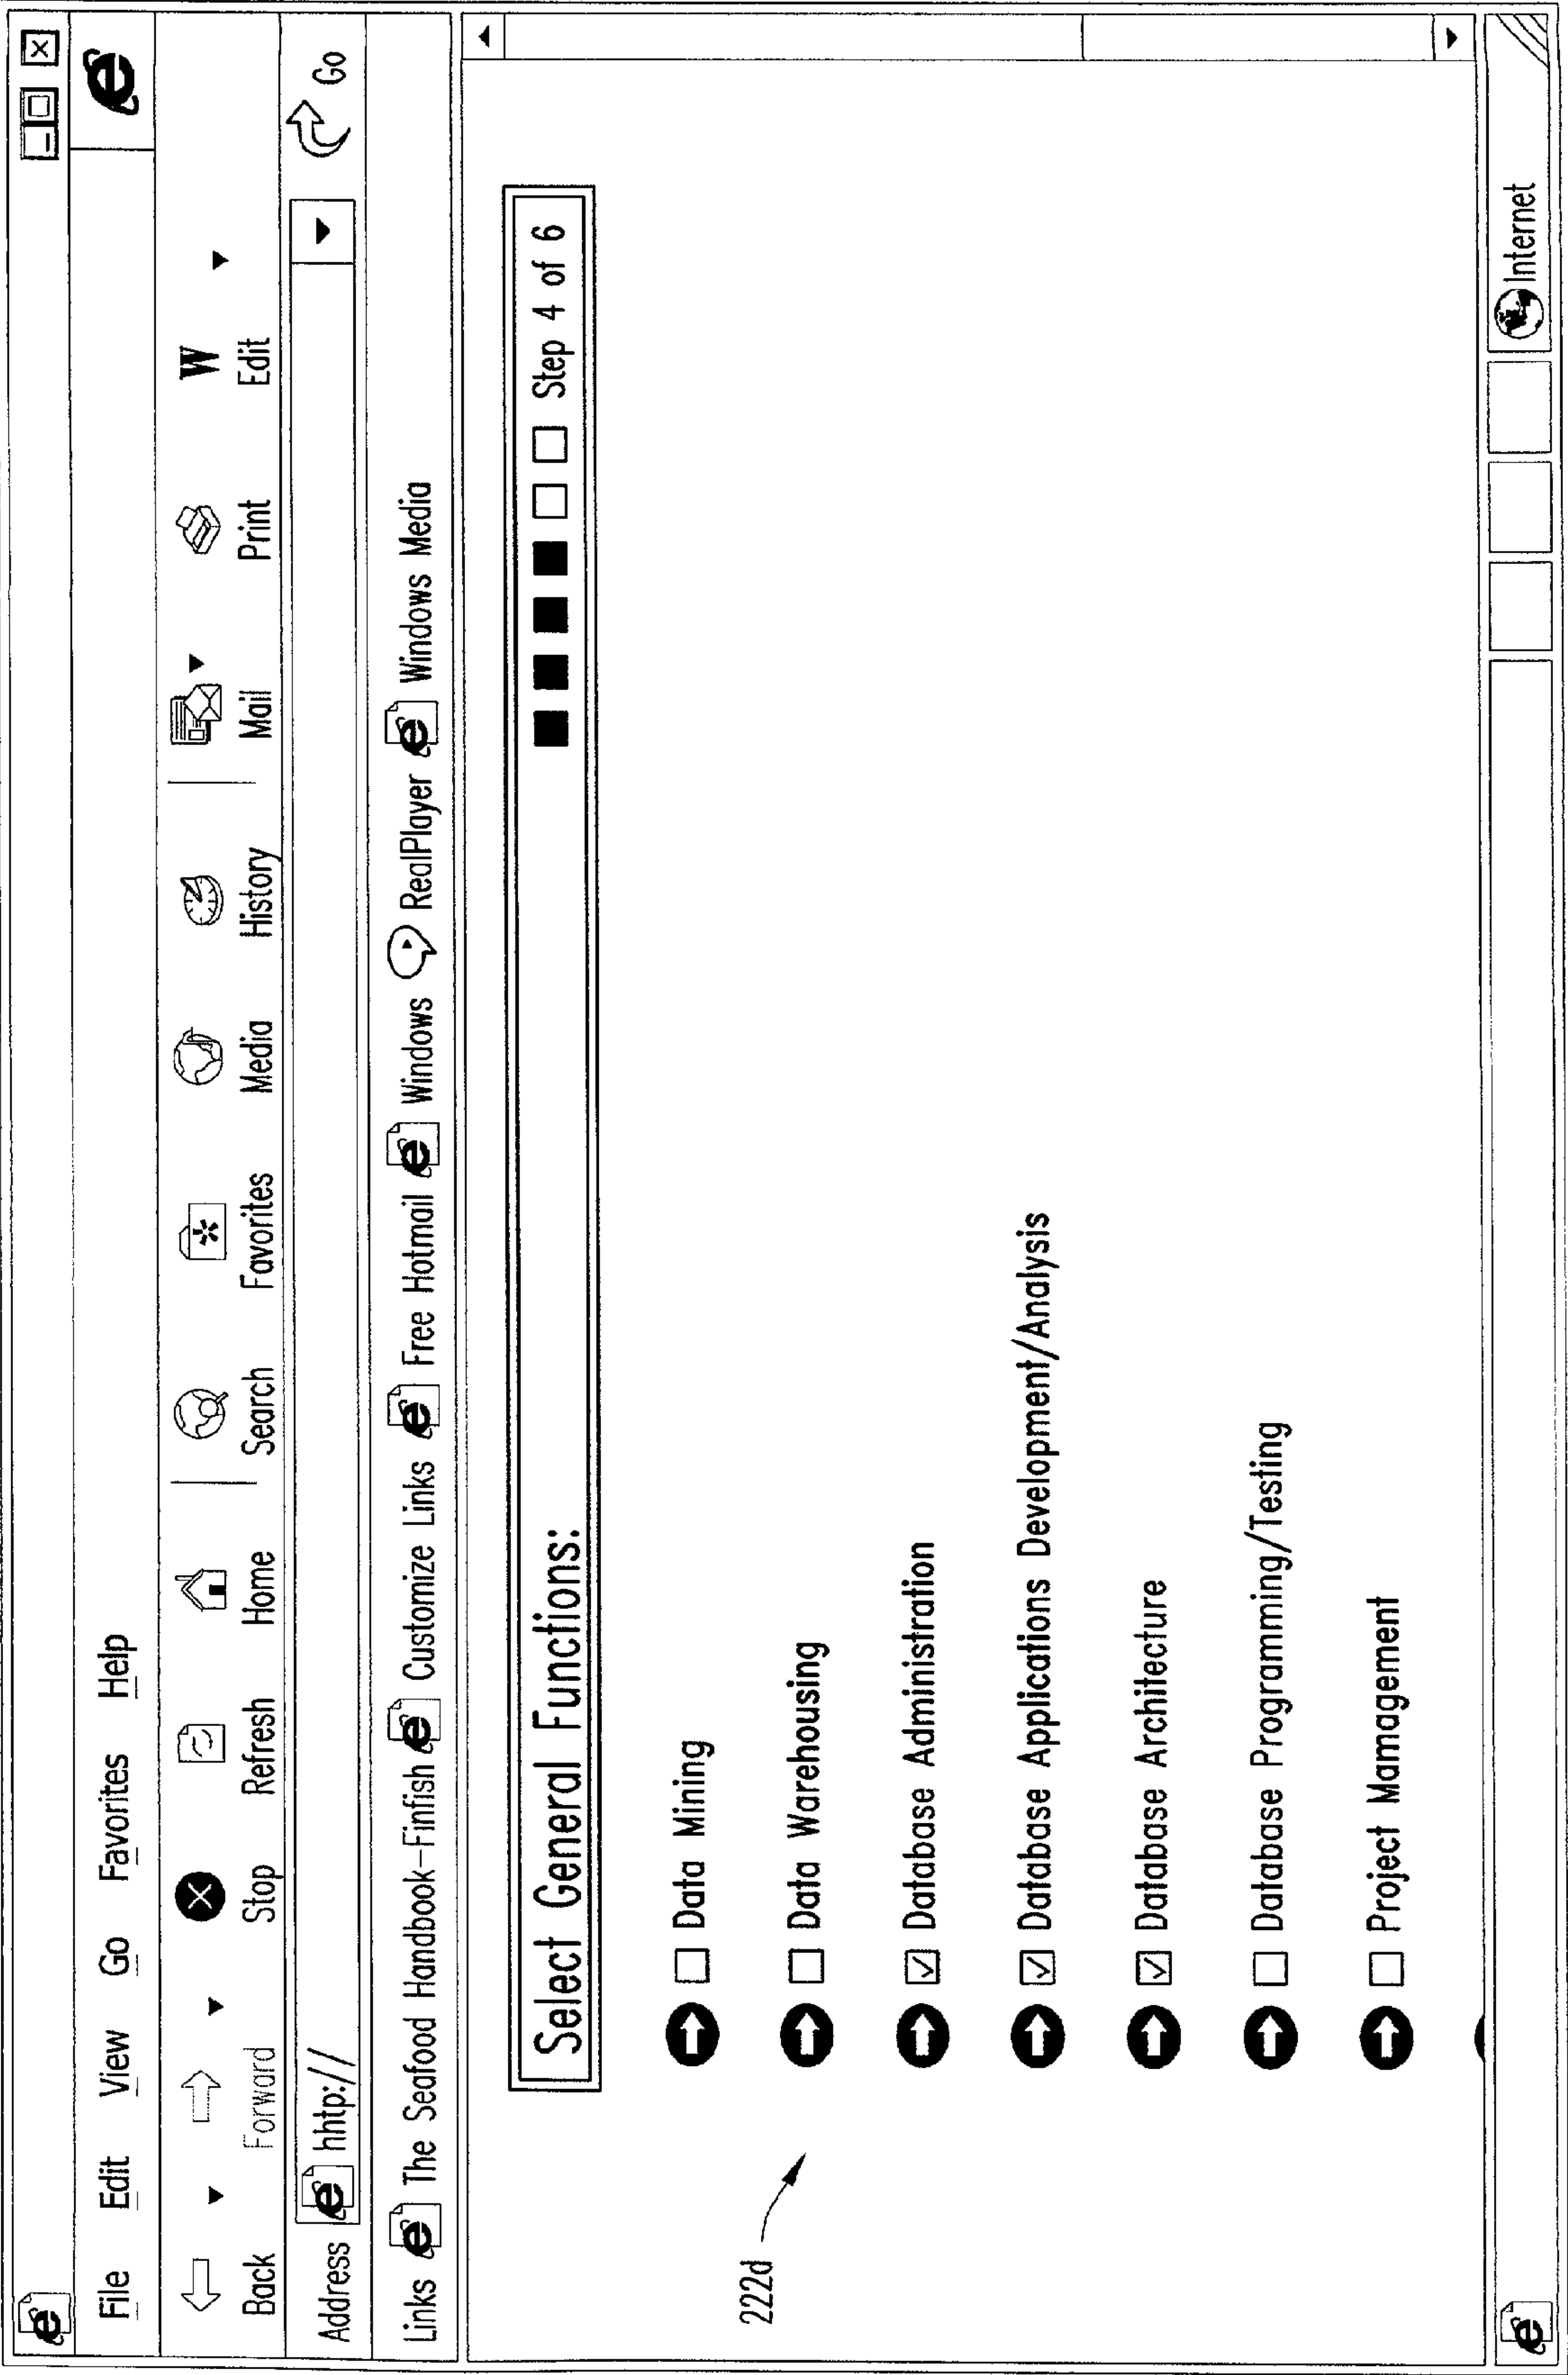 File Edit View Go Favorites Help
Back Forward Stop Refresh Home Search Favorites Media History Mail Print Edit
W
Address hhtp:// Go
Links The Seafood Handbook-Finfish Customize Links Free Hotmail Windows RealPlayer Windows Media
Select General Functions: Step 4 of 6
222d
Data Mining
Data Warehousing
Database Administration
Database Applications Development/Analysis
Database Architecture
Database Programming/Testing
Project Mamagement
Internet